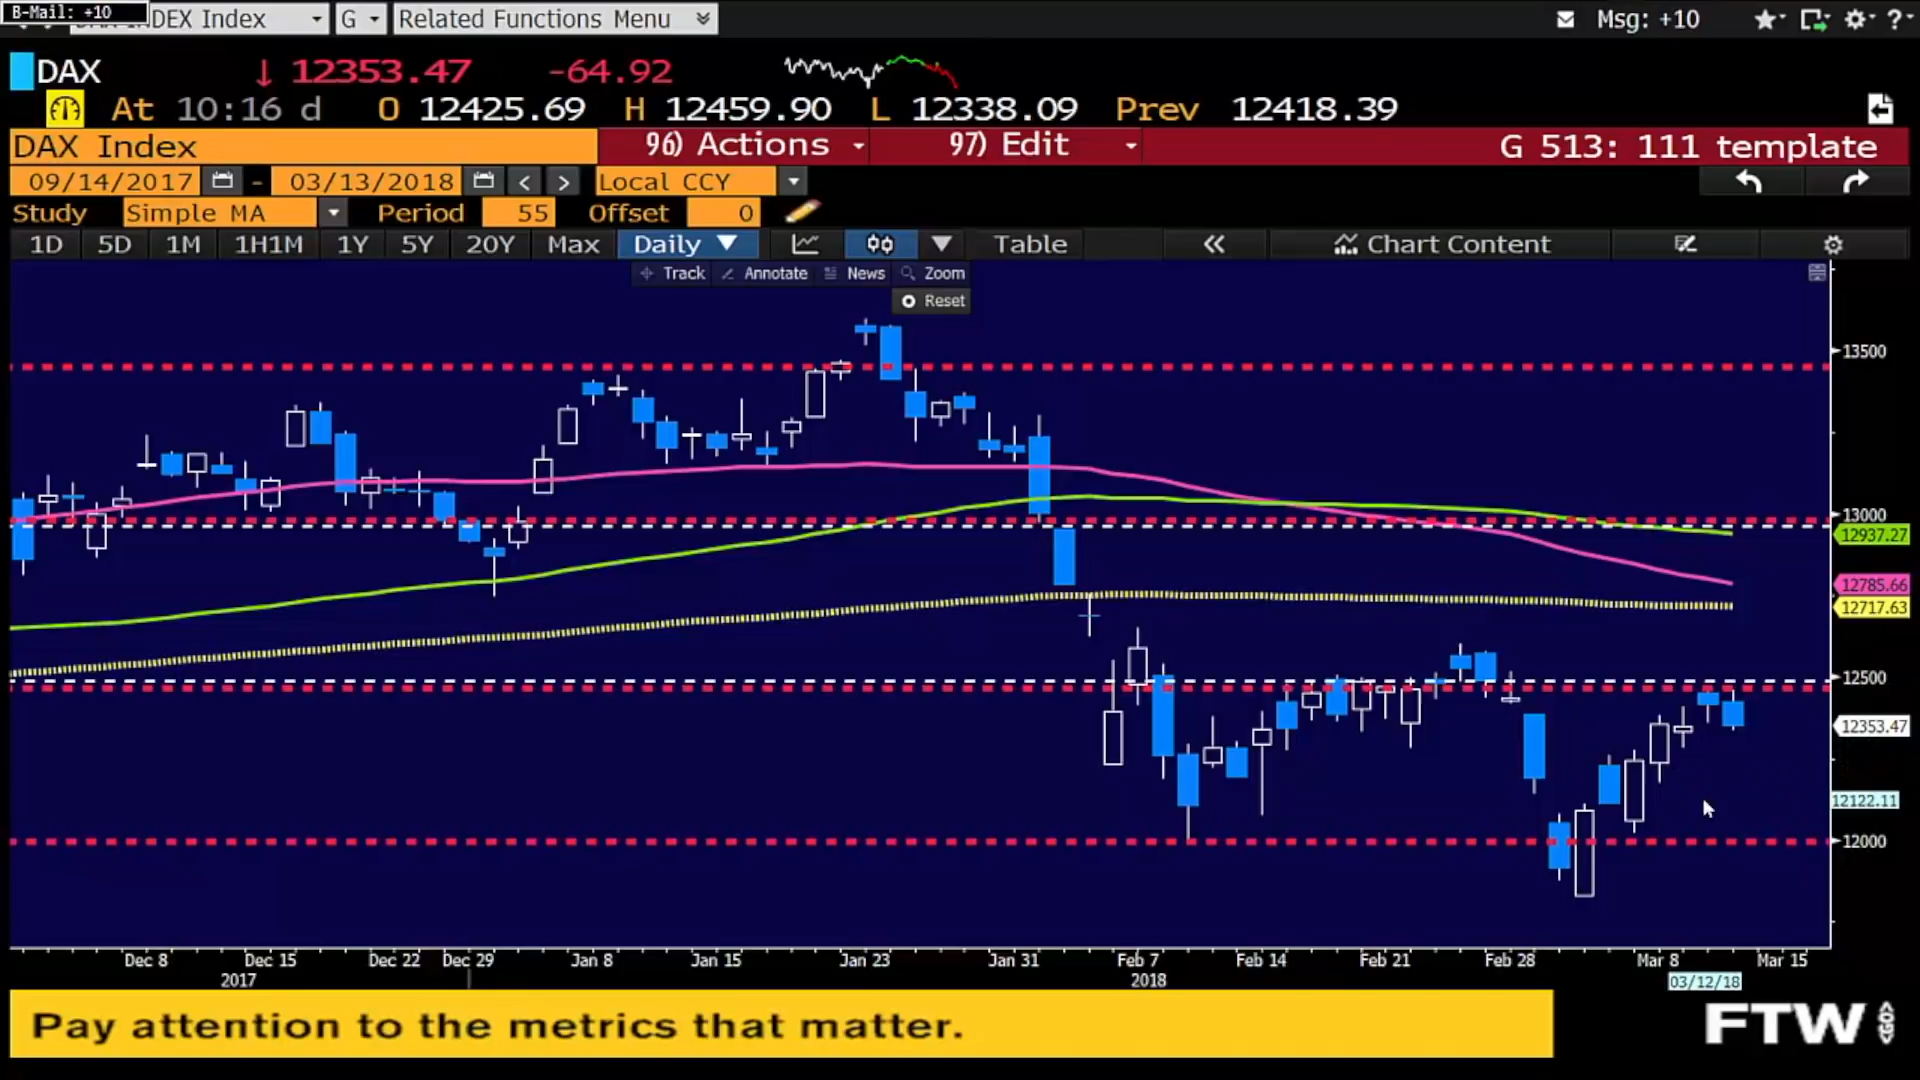 B-Mail: +10
DEX Index G Related Functions Menu Msg: +10 ?
DAX ↓ 12353.47 -64.92
At 10:16 d O 12425.69 H 12459.90 L 12338.09 Prev 12418.39
DAX Index 96) Actions 97) Edit G 513: 111 template
09/14/2017 - 03/13/2018 < > Local CCY
Study Simple MA Period 55 Offset 0
1D 5D 1M 1H1M 1Y 5Y 20Y Max Daily ▼ Table « Chart Content
Track Annotate News Zoom
Reset
13500
13000
12937.27
12785.66
12717.63
12500
12353.47
12122.11
12000
Dec 8 Dec 15 Dec 22 Dec 29 Jan 8 Jan 15 Jan 23 Jan 31 Feb 7 Feb 14 Feb 21 Feb 28 Mar 8 Mar 15
2017 2018 03/12/18
Pay attention to the metrics that matter.
FTW